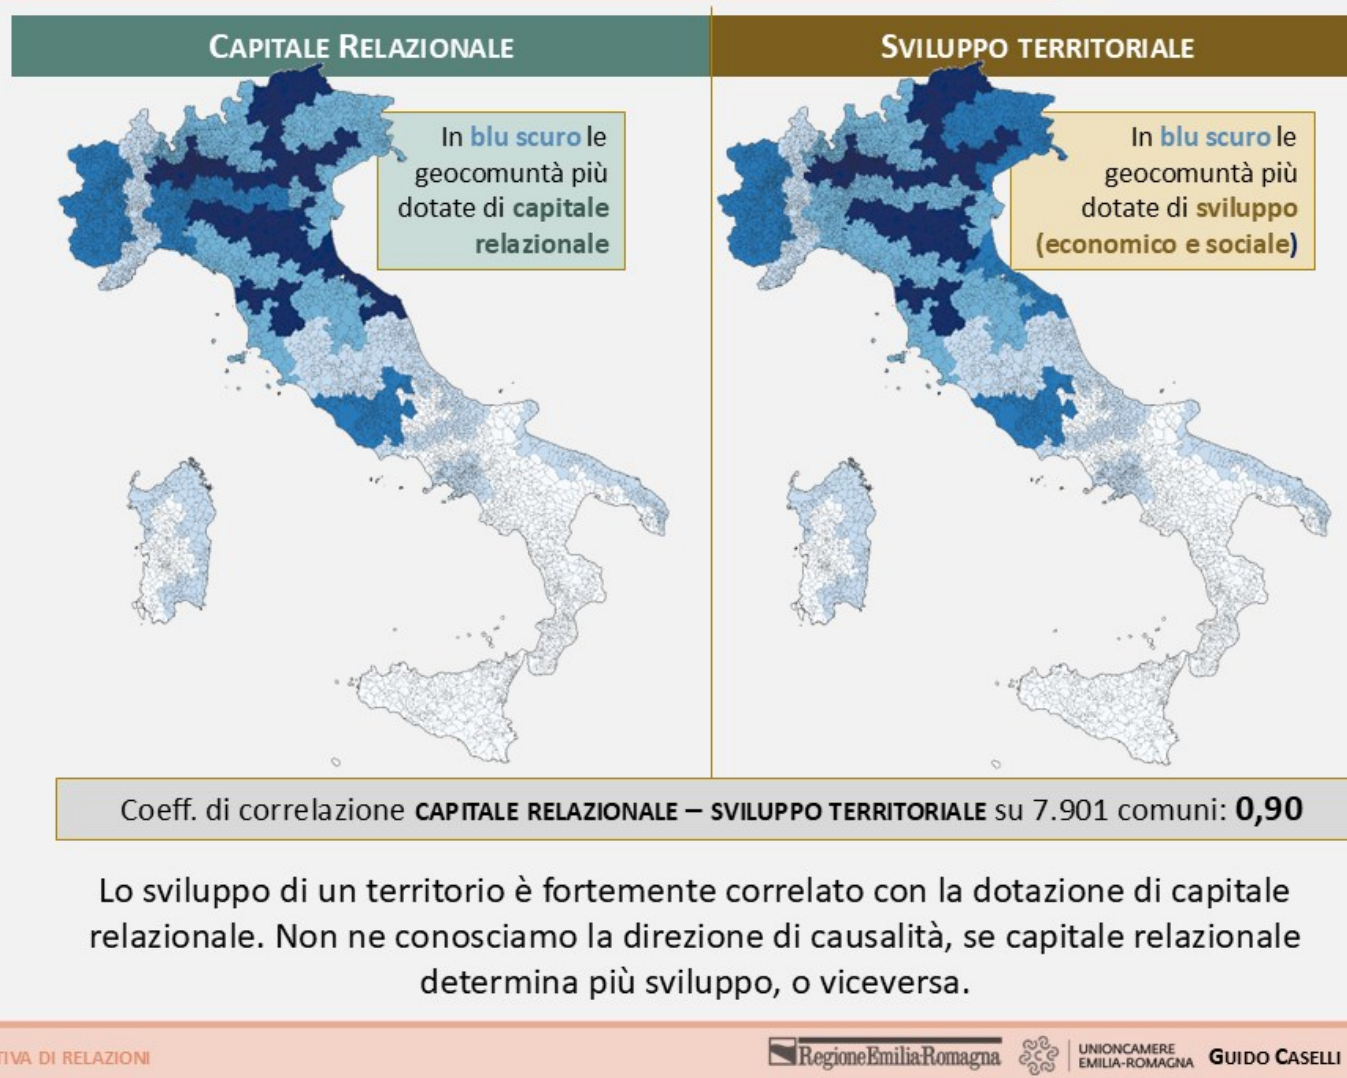 CAPITALE RELAZIONALE
In blu scuro le
geocomuntà più
dotate di capitale
relazionale
SVILUPPO TERRITORIALE
In blu scuro le
geocomuntà più
dotate di sviluppo
(economico e sociale)
Coeff. di correlazione CAPITALE RELAZIONALE – SVILUPPO TERRITORIALE su 7.901 comuni: 0,90
Lo sviluppo di un territorio è fortemente correlato con la dotazione di capitale
relazionale. Non ne conosciamo la direzione di causalità, se capitale relazionale
determina più sviluppo, o viceversa.
TIVA DI RELAZIONI
RegioneEmilia-Romagna
UNIONCAMERE
EMILIA-ROMAGNA
GUIDO CASELLI